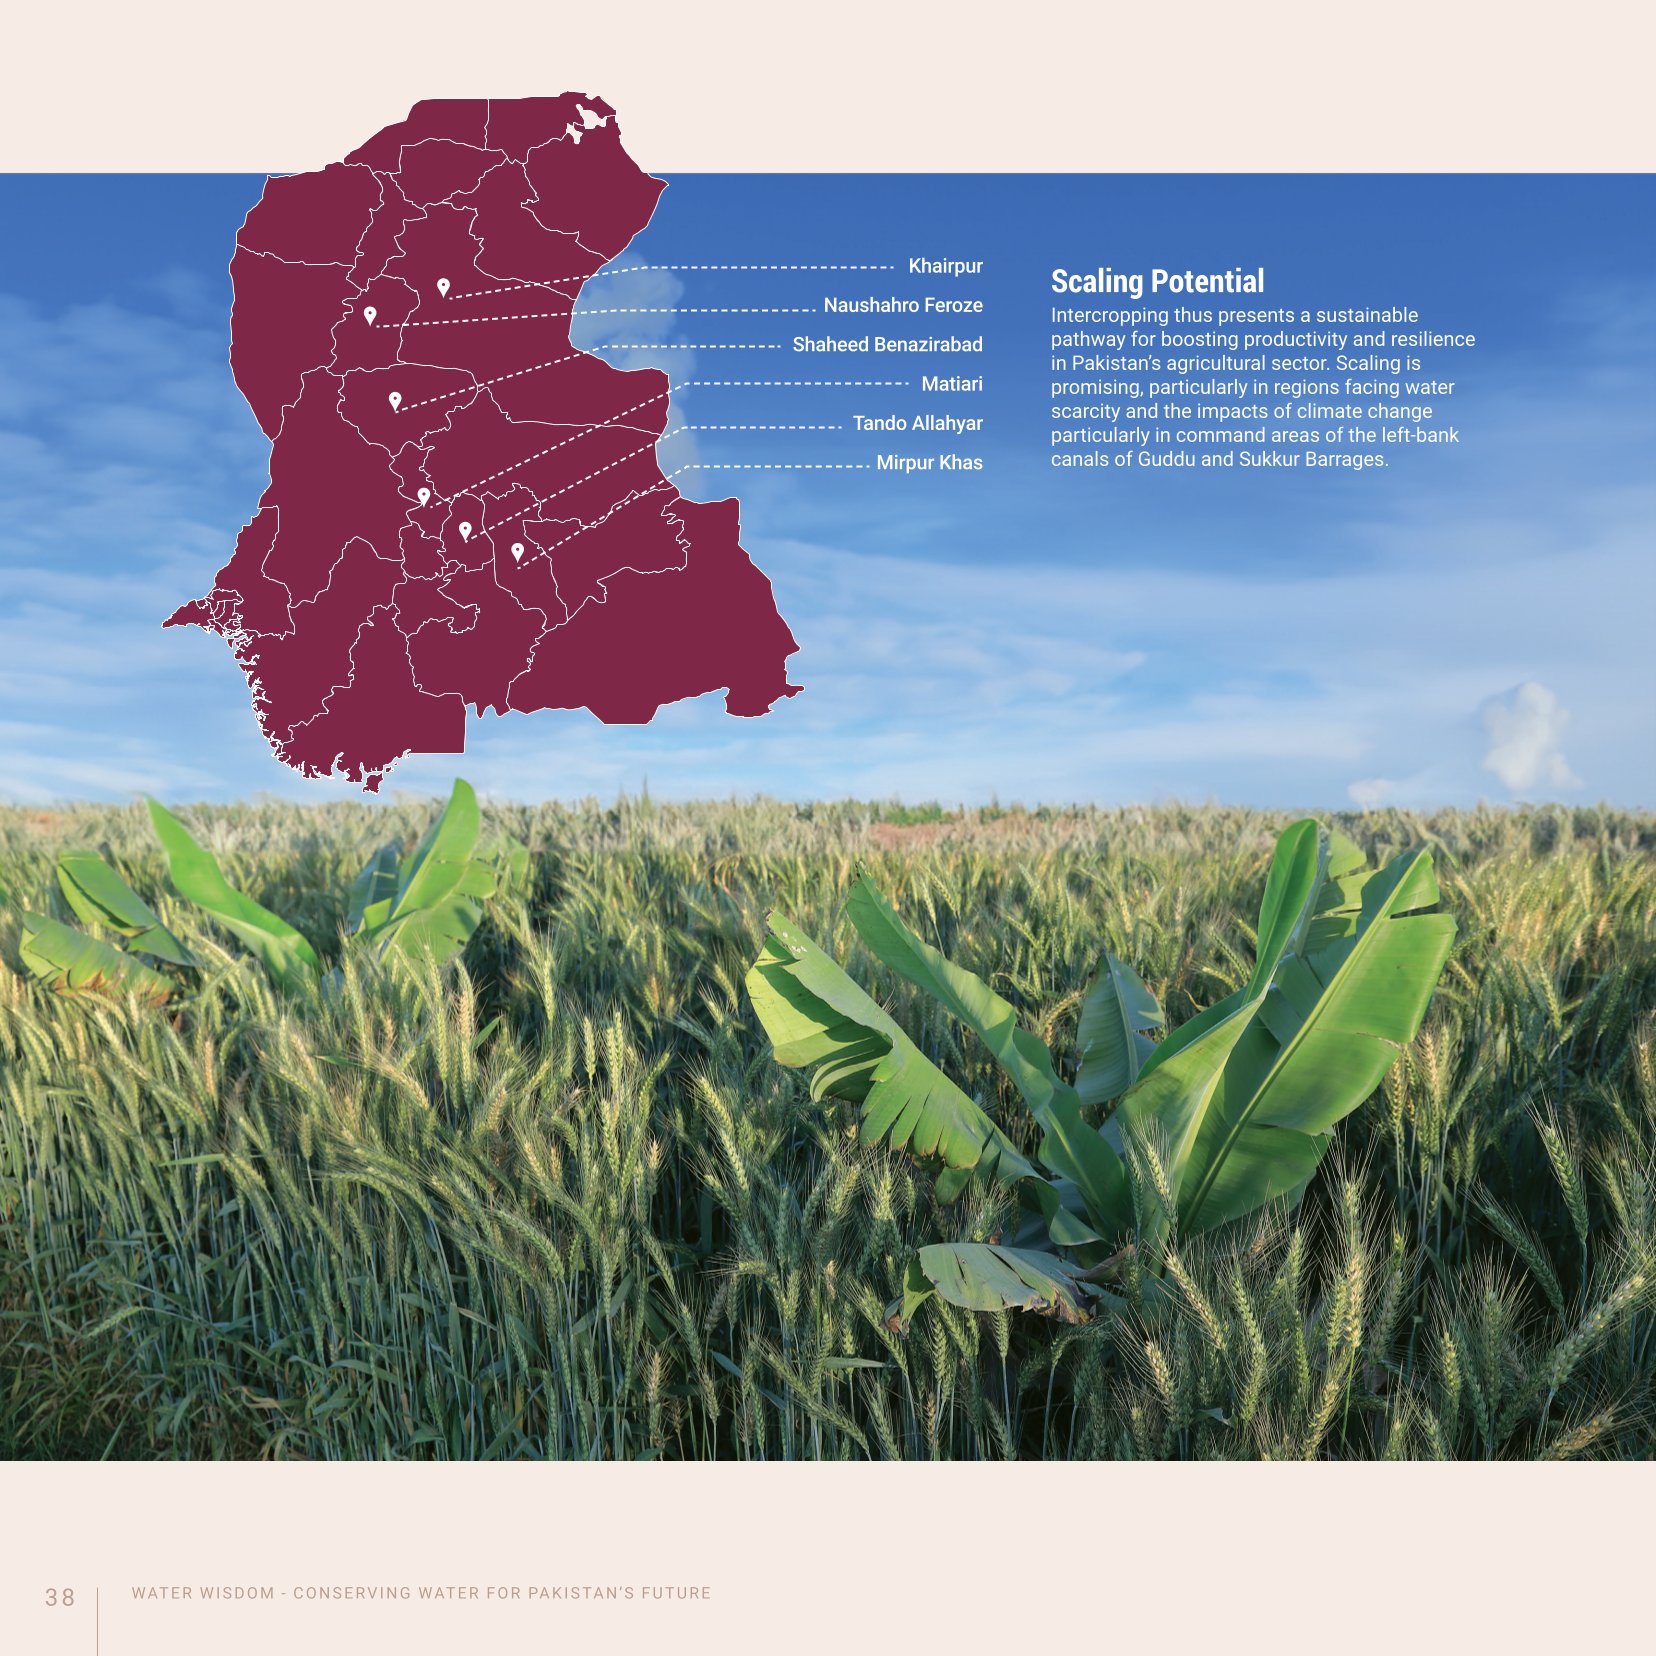 Khairpur
Naushahro Feroze
Shaheed Benazirabad
Matiari
Tando Allahyar
Mirpur Khas
Scaling Potential
Intercropping thus presents a sustainable
pathway for boosting productivity and resilience
in Pakistan's agricultural sector. Scaling is
promising, particularly in regions facing water
scarcity and the impacts of climate change
particularly in command areas of the left-bank
canals of Guddu and Sukkur Barrages.
38
WATER WISDOM - CONSERVING WATER FOR PAKISTAN'S FUTURE